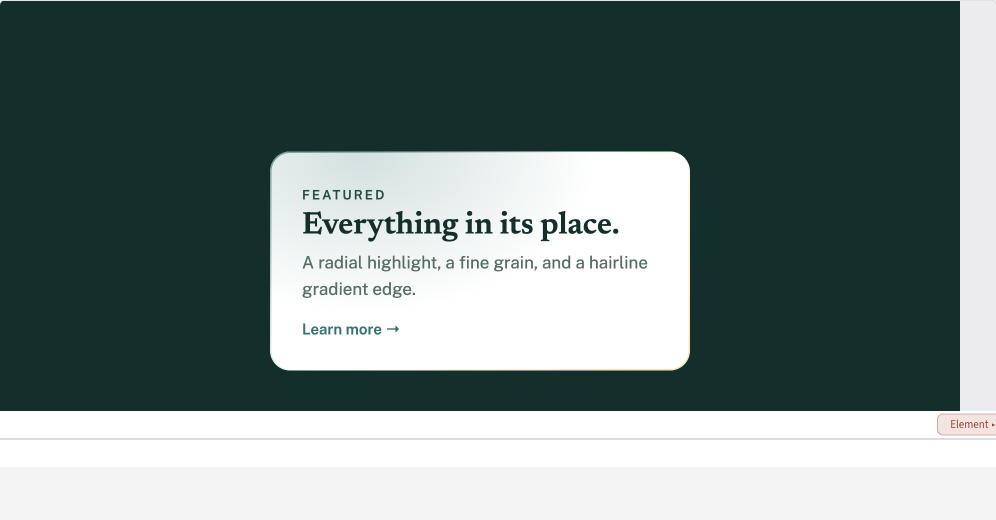 FEATURED
Everything in its place.
A radial highlight, a fine grain, and a hairline
gradient edge.
Learn more →
Element